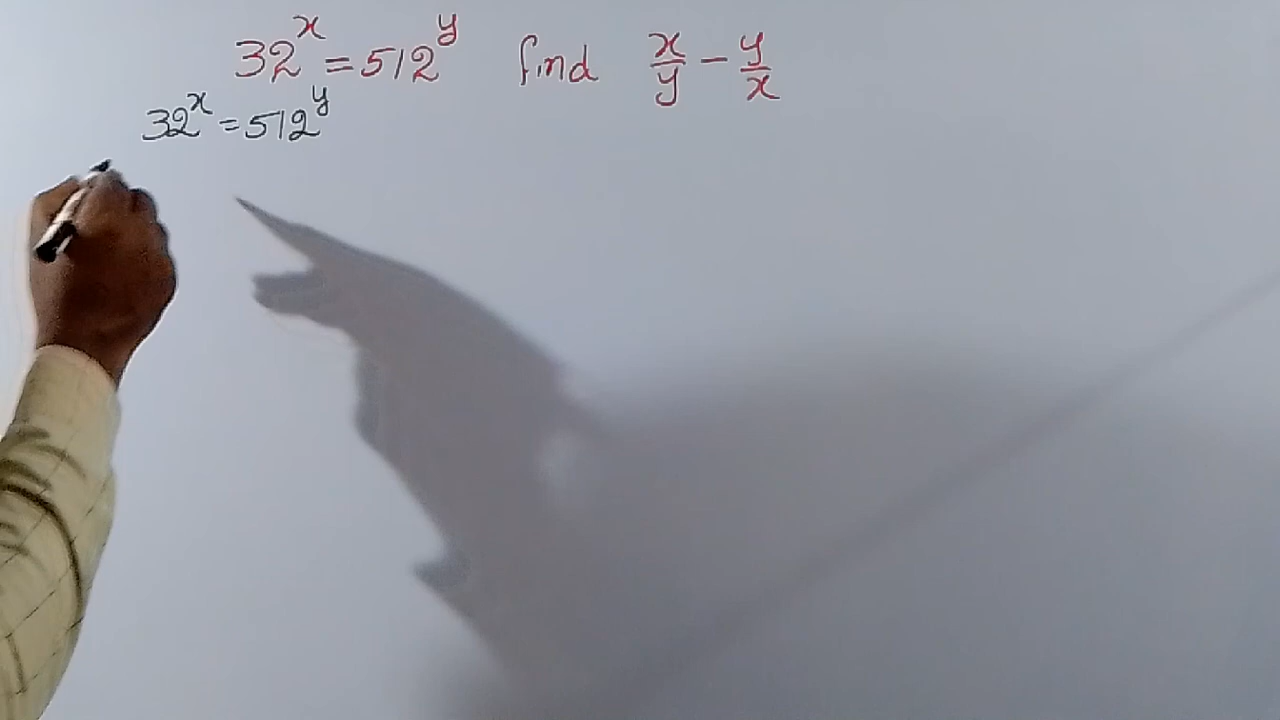 32^x = 512^y find x/y - y/x
32^x = 512^y